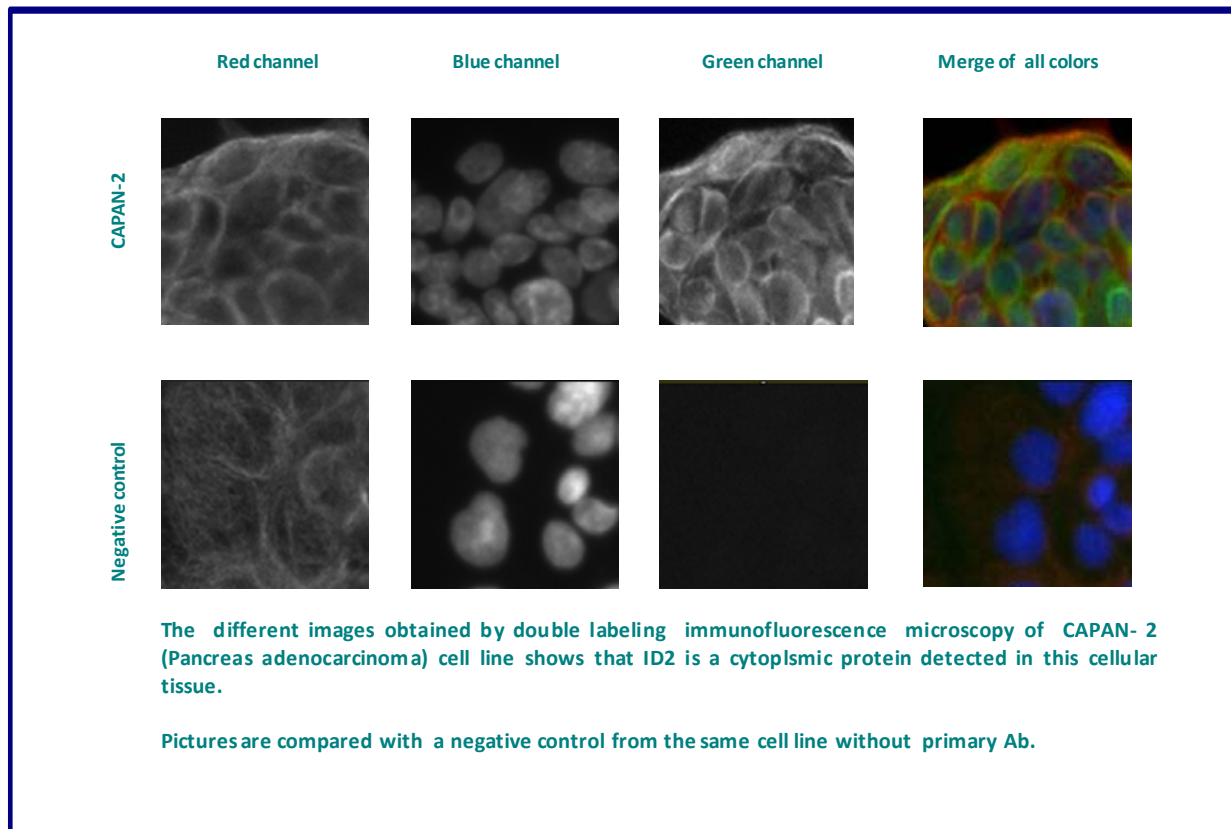 Red channel
Blue channel
Green channel
Merge of all colors
CAPAN-2
Negative control
The different images obtained by double labeling immunofluorescence microscopy of CAPAN- 2
(Pancreas adenocarcinoma) cell line shows that ID2 is a cytoplsmic protein detected in this cellular
tissue.
Pictures are compared with a negative control from the same cell line without primary Ab.